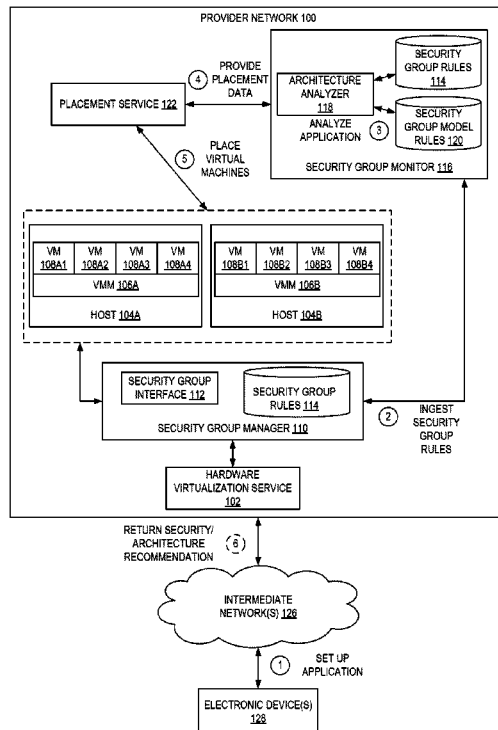 PROVIDER NETWORK 100
SECURITY
GROUP RULES
114
ARCHITECTURE
ANALYZER
118
ANALYZE
APPLICATION
3
SECURITY
GROUP MODEL
RULES
120
SECURITY GROUP MONITOR 116
4
PROVIDE
PLACEMENT
DATA
PLACEMENT SERVICE 122
5
PLACE
VIRTUAL
MACHINES
VM
108A1
VM
108A2
VM
108A3
VM
108A4
VMM 106A
HOST 104A
VM
108B1
VM
108B2
VM
108B3
VM
108B4
VMM 106B
HOST 104B
SECURITY GROUP
INTERFACE 112
SECURITY GROUP
RULES 114
SECURITY GROUP MANAGER 110
2
INGEST
SECURITY
GROUP
RULES
HARDWARE
VIRTUALIZATION SERVICE
102
RETURN SECURITY/
ARCHITECTURE
RECOMMENDATION
6
INTERMEDIATE
NETWORK(S) 126
1
SET UP
APPLICATION
ELECTRONIC DEVICE(S)
128